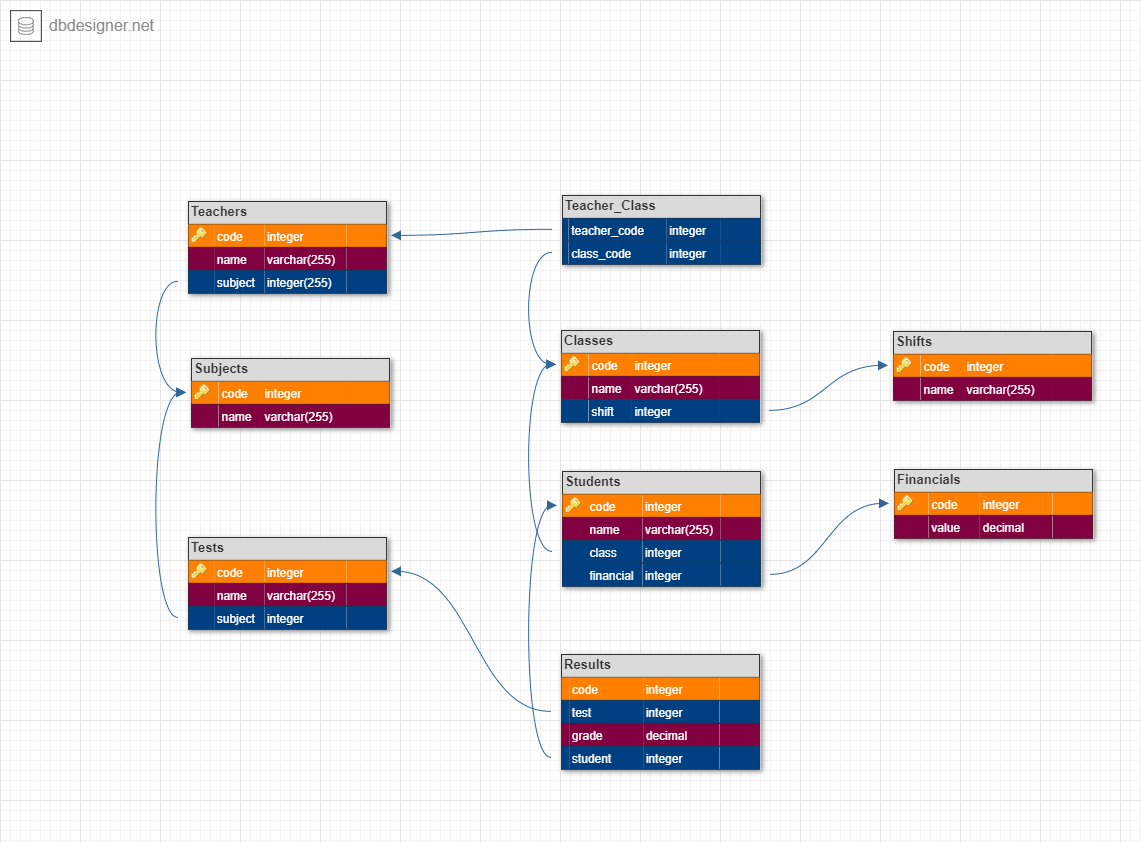 dbdesigner.net
Teachers
code integer
name varchar(255)
subject integer(255)
Teacher_Class
teacher_code integer
class_code integer
Subjects
code integer
name varchar(255)
Classes
code integer
name varchar(255)
shift integer
Shifts
code integer
name varchar(255)
Students
code integer
name varchar(255)
class integer
financial integer
Financials
code integer
value decimal
Tests
code integer
name varchar(255)
subject integer
Results
code integer
test integer
grade decimal
student integer